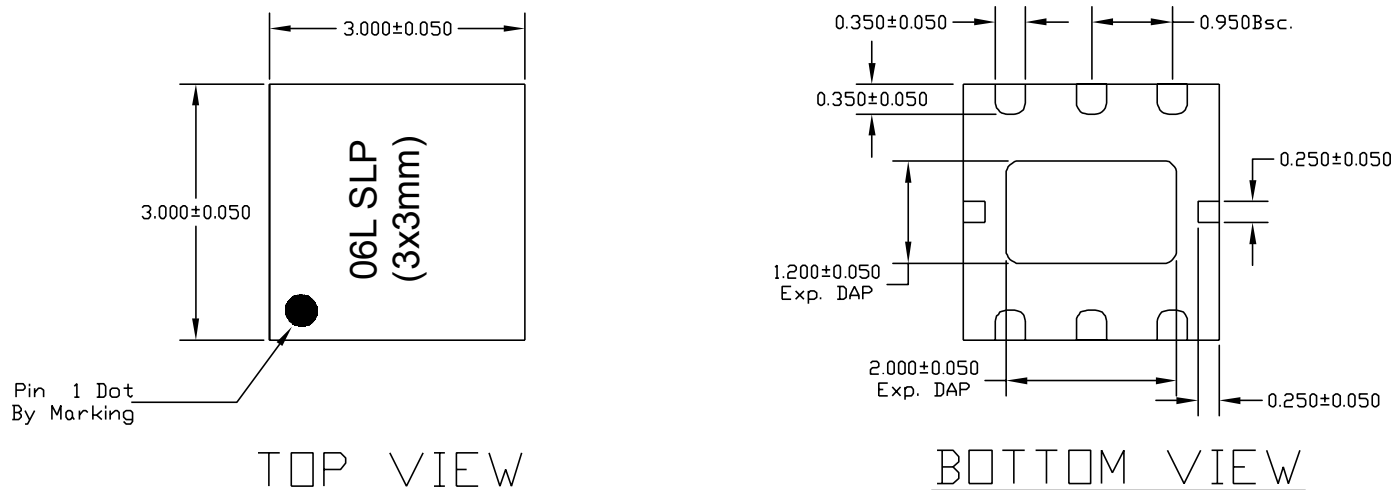 3.000±0.050
3.000±0.050
06L SLP
(3x3mm)
Pin 1 Dot
By Marking
TOP VIEW
0.350±0.050
0.950Bsc.
0.350±0.050
0.250±0.050
1.200±0.050
Exp. DAP
2.000±0.050
Exp. DAP
0.250±0.050
BOTTOM VIEW